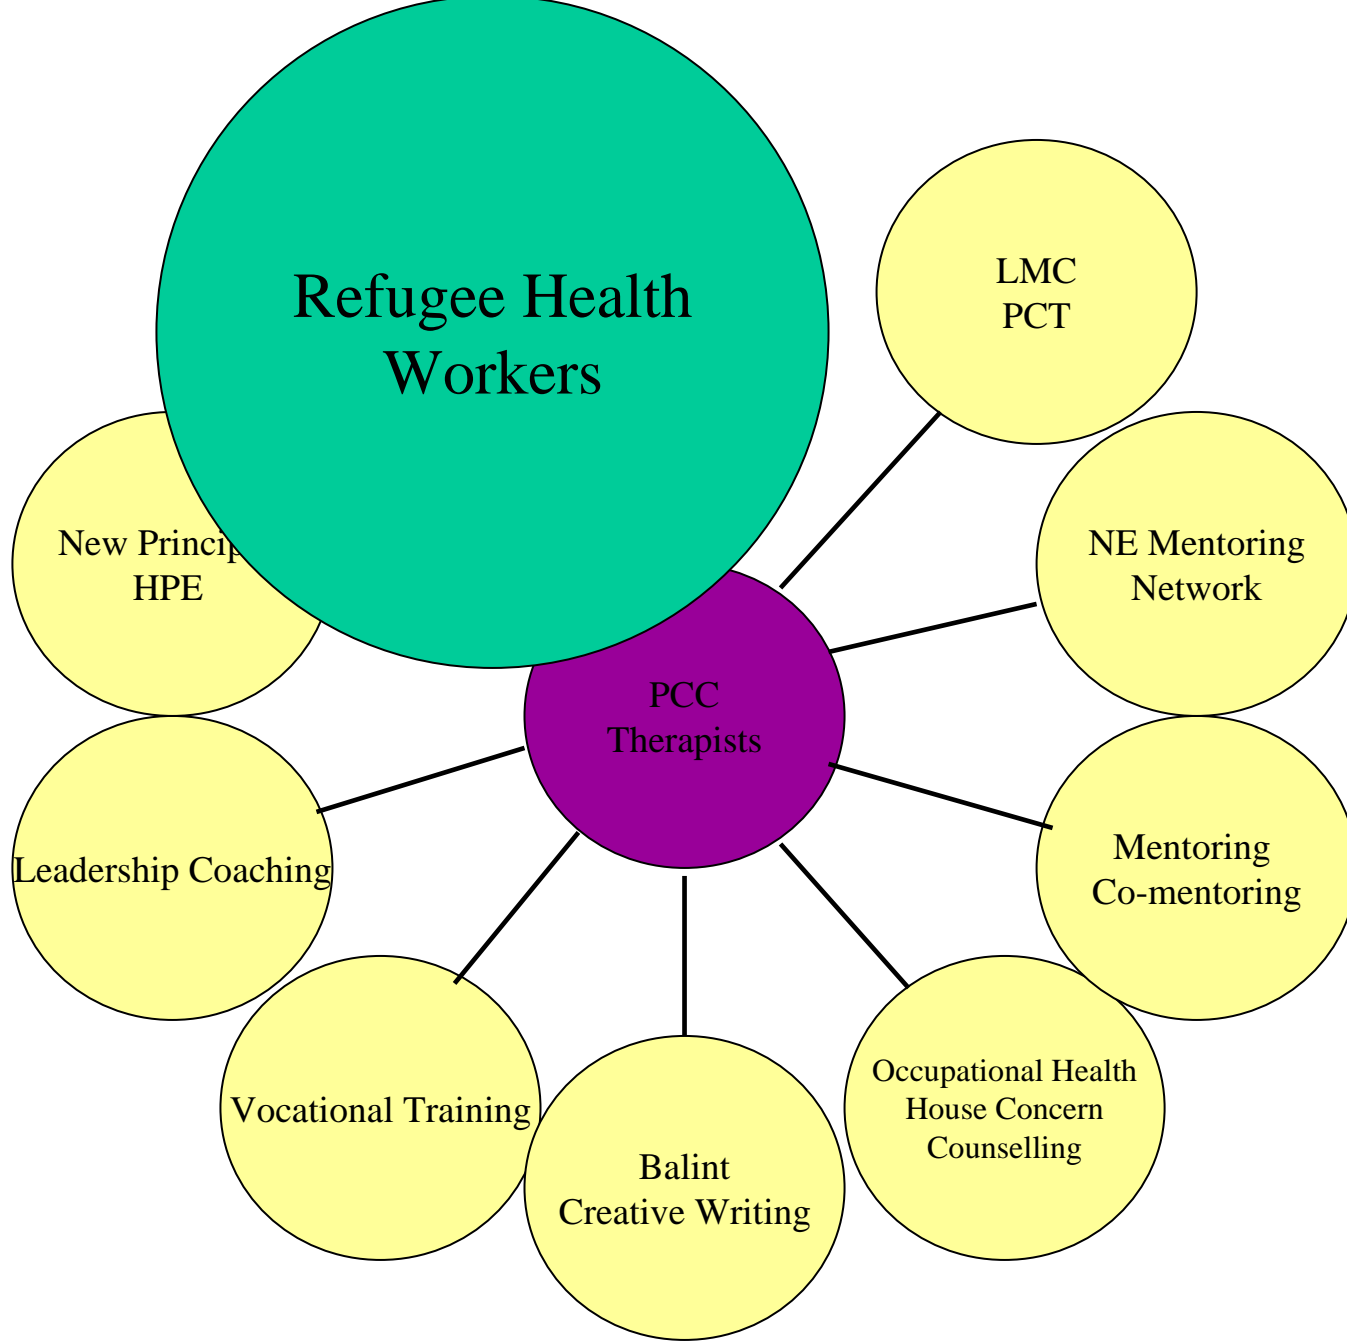 Refugee Health
Workers
LMC
PCT
New
HPE
NE Mentoring
Network
PCC
Therapists
Leadership Coaching
Mentoring
Co-mentoring
Vocational Training
Occupational Health
House Concern
Counselling
Balint
Creative Writing